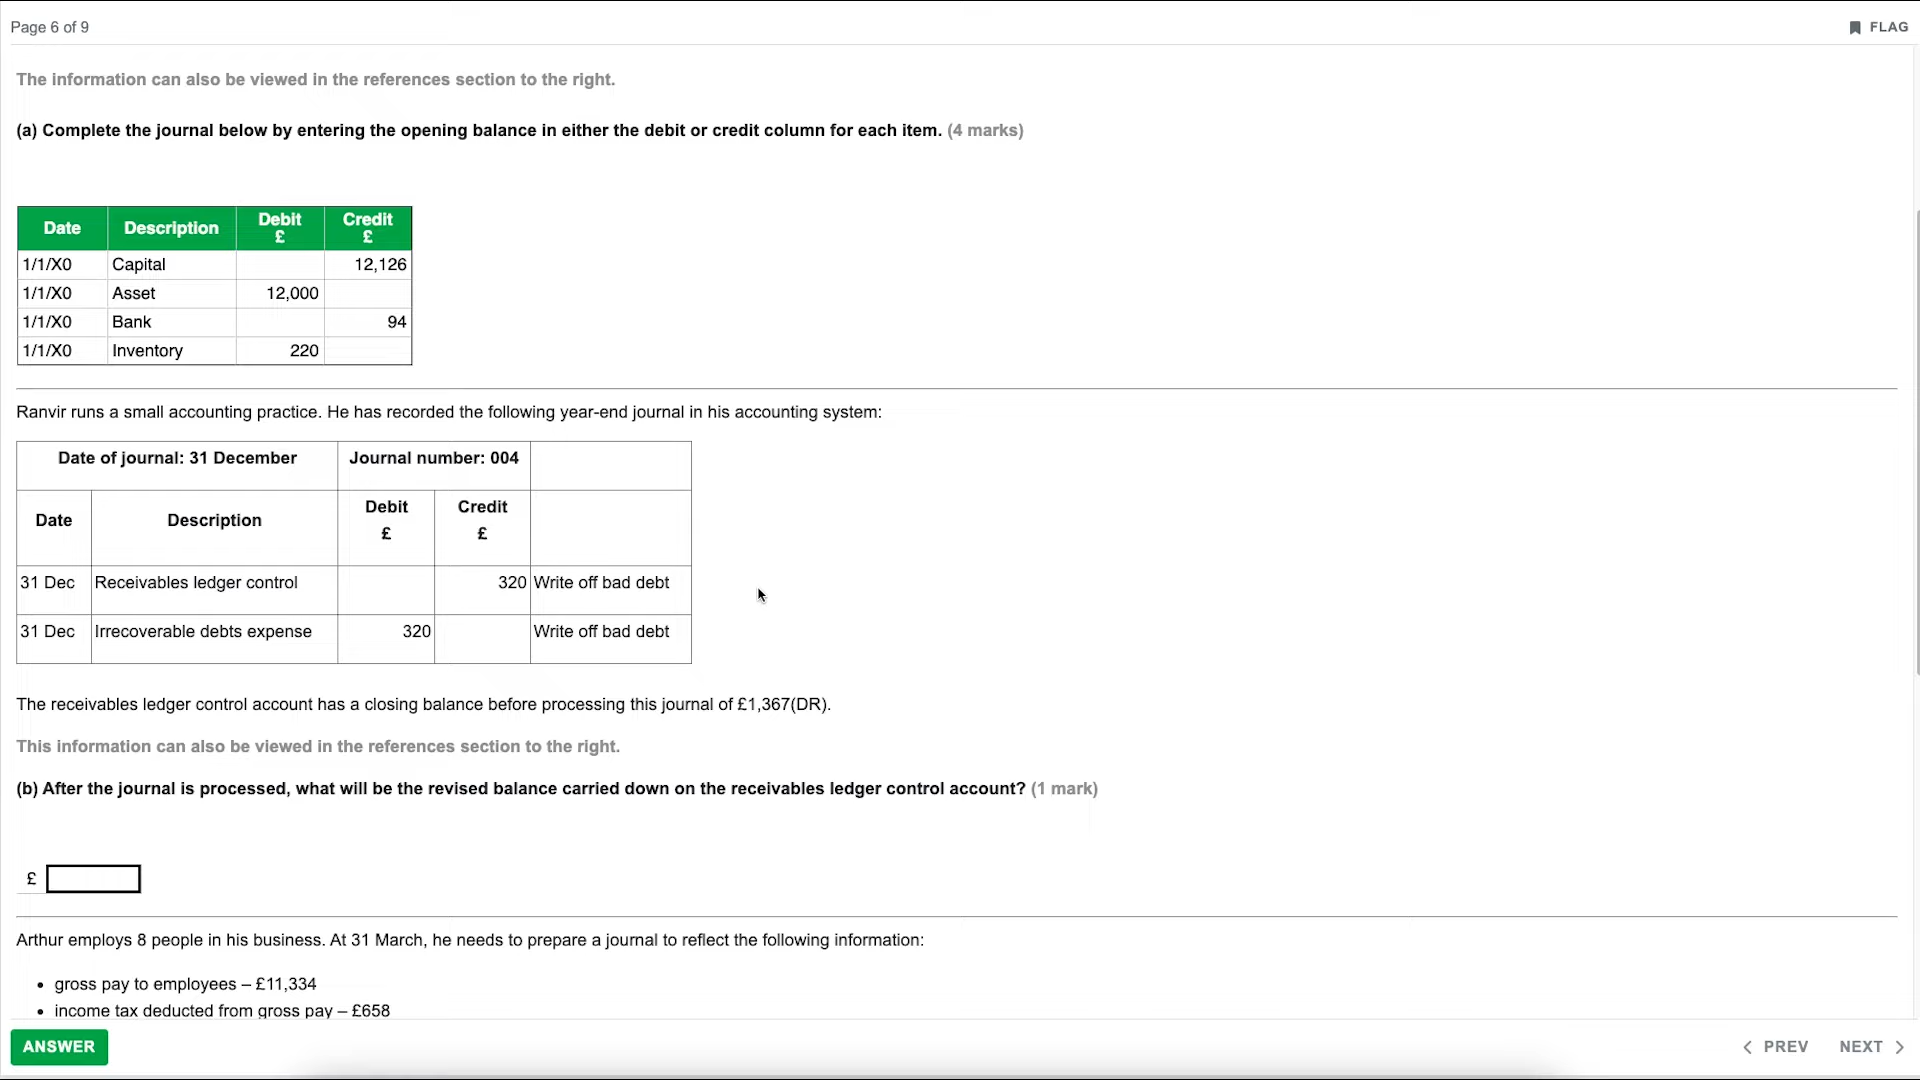 Page 6 of 9
FLAG
The information can also be viewed in the references section to the right.
(a) Complete the journal below by entering the opening balance in either the debit or credit column for each item. (4 marks)
Date Description Debit £ Credit £
1/1/X0 Capital 12,126
1/1/X0 Asset 12,000
1/1/X0 Bank 94
1/1/X0 Inventory 220
Ranvir runs a small accounting practice. He has recorded the following year-end journal in his accounting system:
Date of journal: 31 December Journal number: 004
Date Description Debit £ Credit £
31 Dec Receivables ledger control 320 Write off bad debt
31 Dec Irrecoverable debts expense 320 Write off bad debt
The receivables ledger control account has a closing balance before processing this journal of £1,367(DR).
This information can also be viewed in the references section to the right.
(b) After the journal is processed, what will be the revised balance carried down on the receivables ledger control account? (1 mark)
£
Arthur employs 8 people in his business. At 31 March, he needs to prepare a journal to reflect the following information:
• gross pay to employees – £11,334
• income tax deducted from gross pay – £658
ANSWER
PREV NEXT